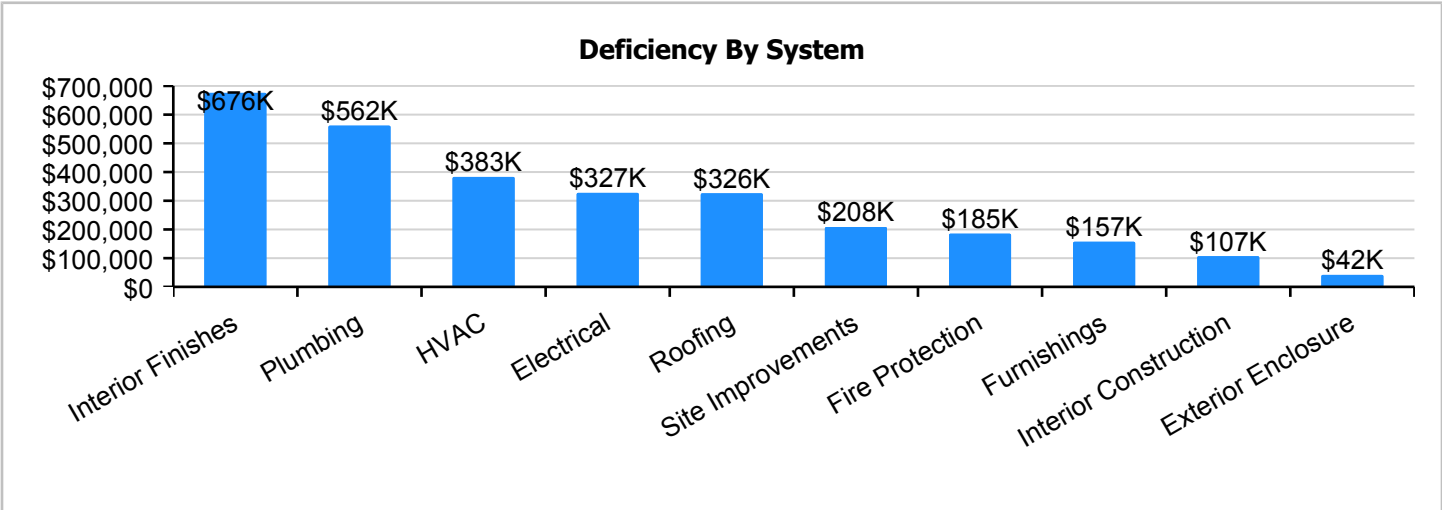 Deficiency By System
$700,000
$600,000
$500,000
$400,000
$300,000
$200,000
$100,000
$0
$676K
$562K
$383K
$327K
$326K
$208K
$185K
$157K
$107K
$42K
Interior Finishes
Plumbing
HVAC
Electrical
Roofing
Site Improvements
Fire Protection
Furnishings
Interior Construction
Exterior Enclosure